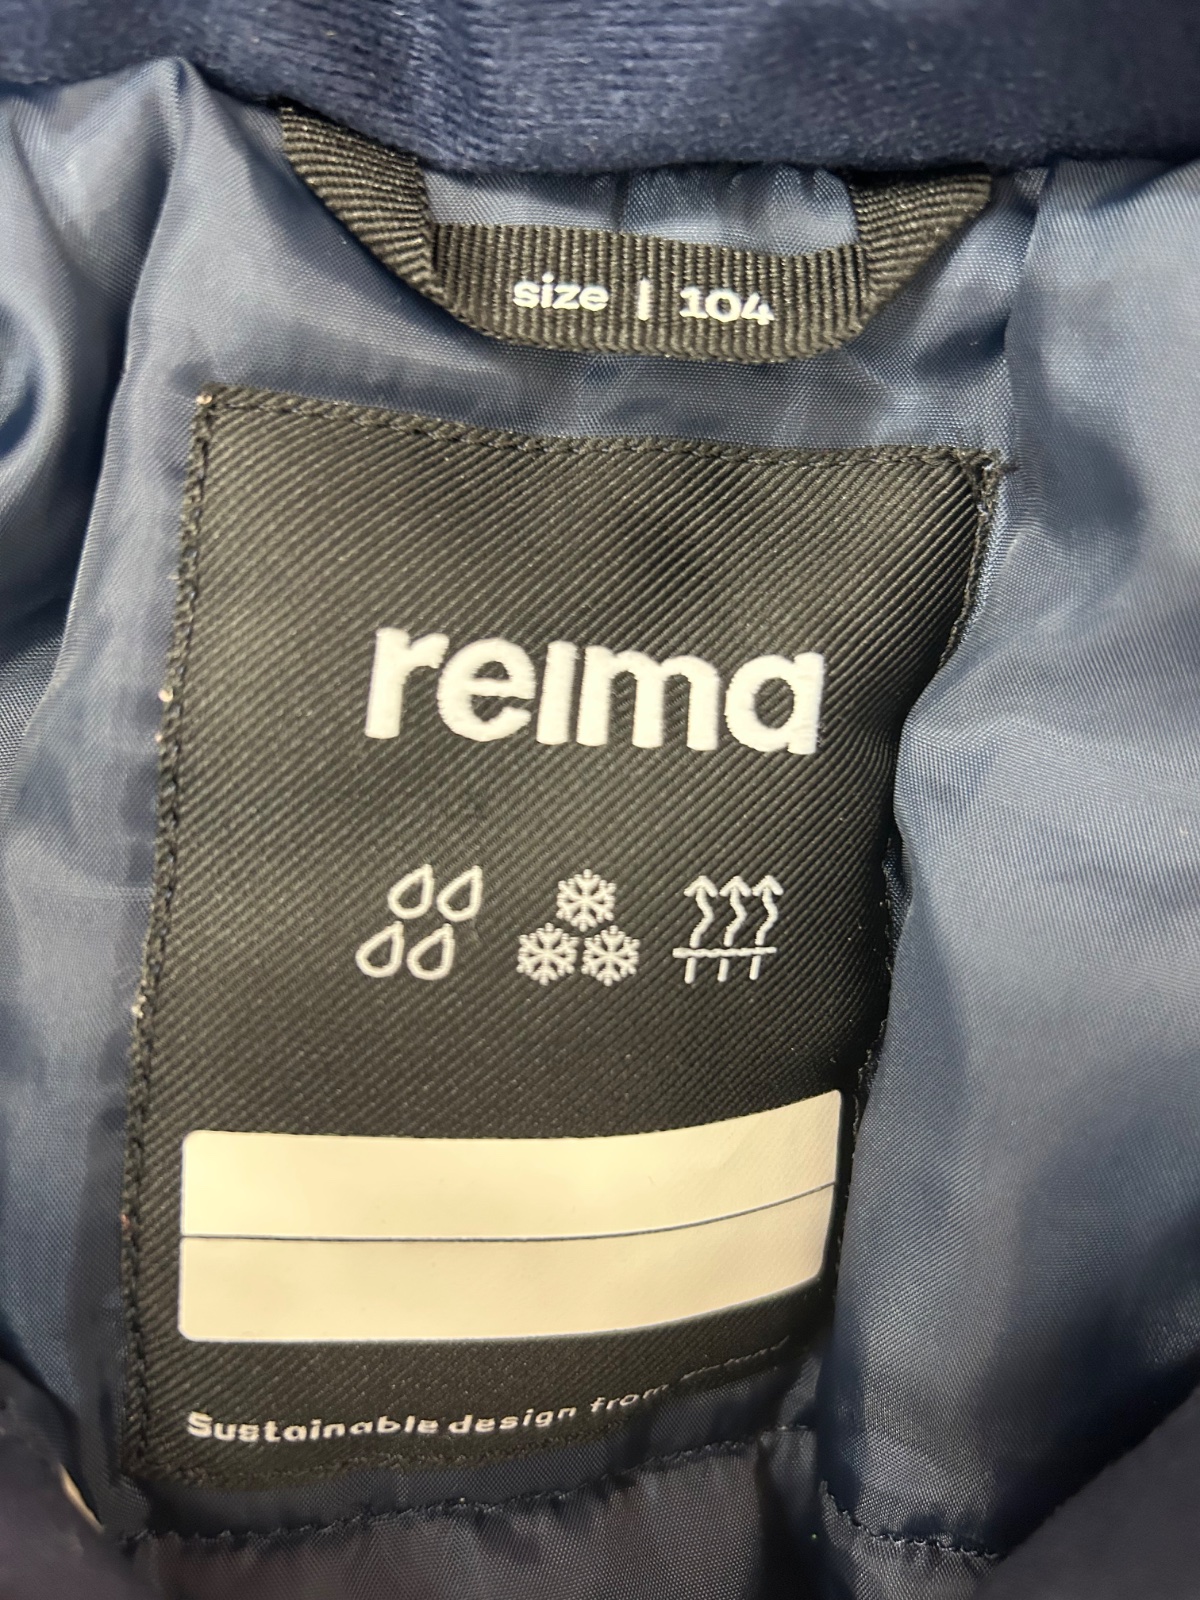 size | 104
reima
Sustainable design from